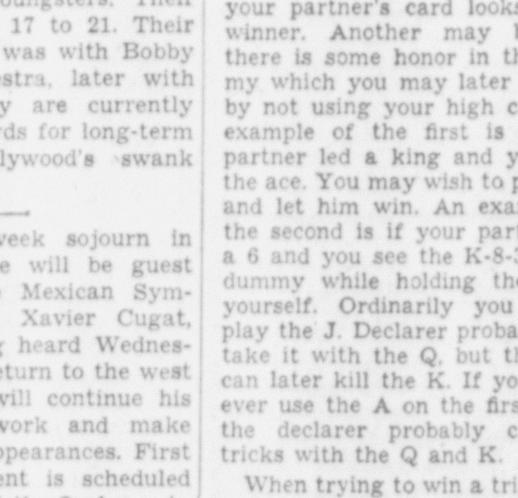 17 to 21. Their
was with Bobby
estra, later with
y are currently
rds for long-term
lywood's swank
week sojourn in
e will be guest
Mexican Sym-
Xavier Cugat,
g heard Wednes-
eturn to the west
will continue his
work and make
ppearances. First
ent is scheduled
your partner's card looks
winner. Another may
there is some honor in th
my which you may later
by not using your high c
example of the first is
partner led a king and y
the ace. You may wish to p
and let him win. An exa
the second is if your par
a 6 and you see the K-8-3
dummy while holding the
yourself. Ordinarily you
play the J. Declarer proba
take it with the Q, but th
can later kill the K. If yo
ever use the A on the firs
the declarer probably c
tricks with the Q and K.
When trying to win a tri